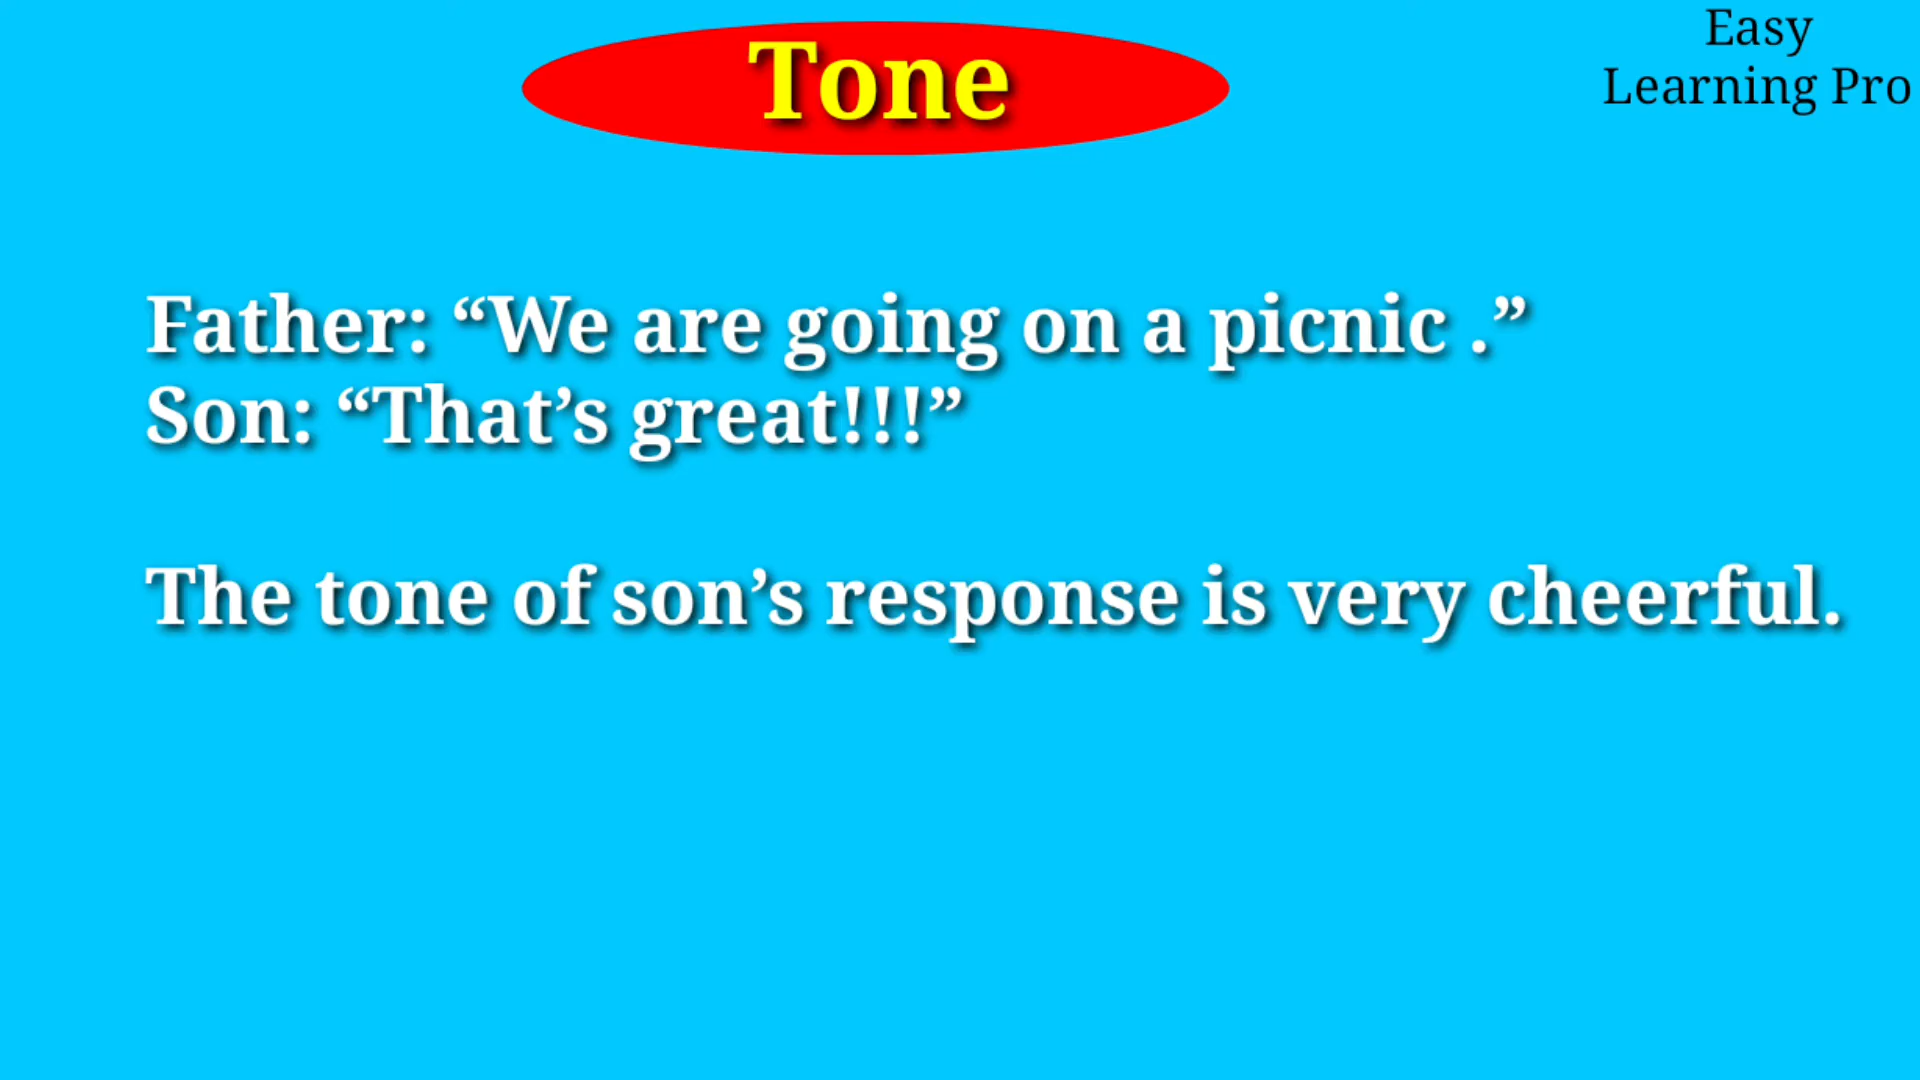 Tone
Easy
Learning Pro
Father: “We are going on a picnic .”
Son: “That’s great!!!”
The tone of son’s response is very cheerful.